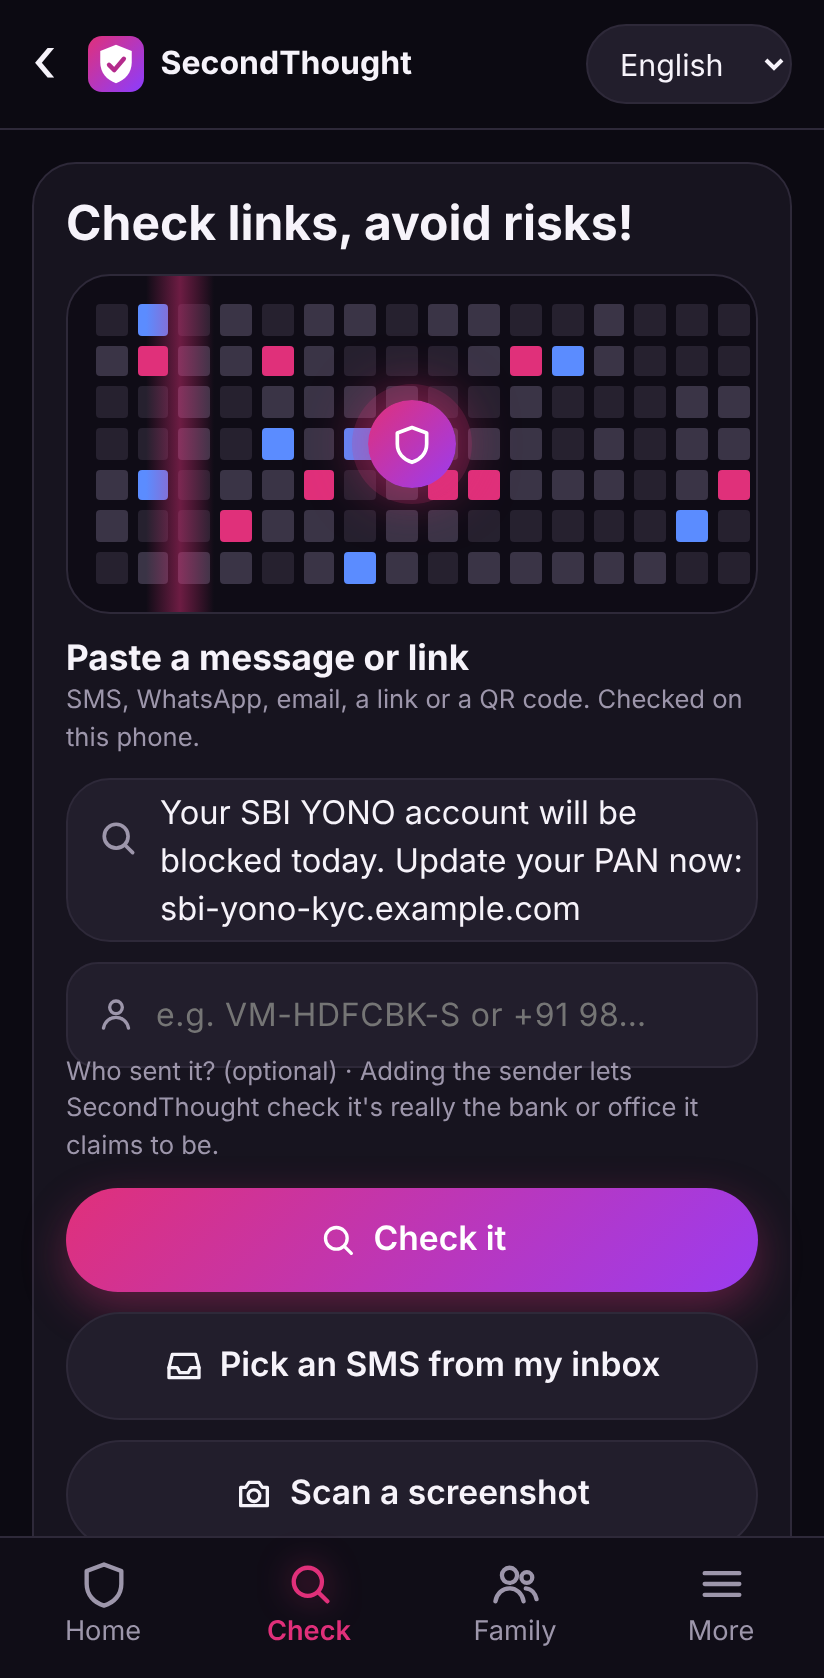 SecondThought
English
Check links, avoid risks!
Paste a message or link
SMS, WhatsApp, email, a link or a QR code. Checked on
this phone.
Your SBI YONO account will be
blocked today. Update your PAN now:
sbi-yono-kyc.example.com
e.g. VM-HDFCBK-S or +91 98...
Who sent it? (optional) · Adding the sender lets
SecondThought check it's really the bank or office it
claims to be.
Check it
Pick an SMS from my inbox
Scan a screenshot
Home
Check
Family
More